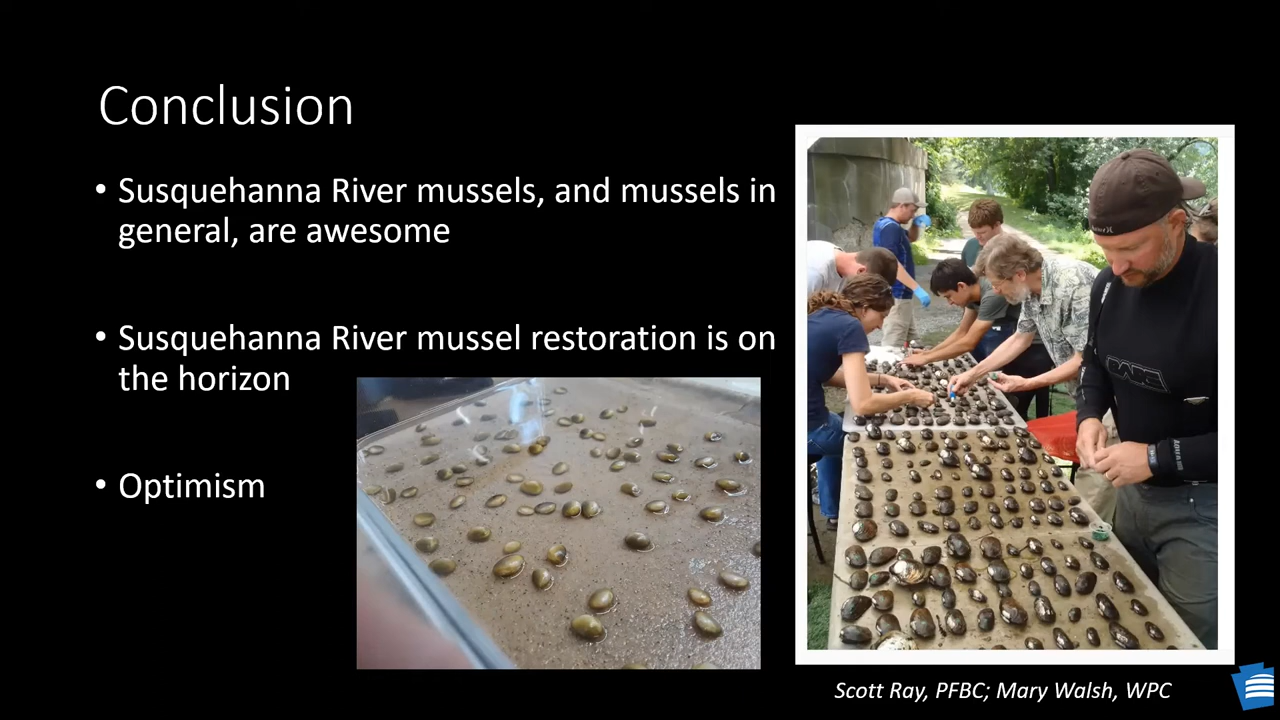 Conclusion
• Susquehanna River mussels, and mussels in
general, are awesome
• Susquehanna River mussel restoration is on
the horizon
• Optimism
BARE
Scott Ray, PFBC; Mary Walsh, WPC